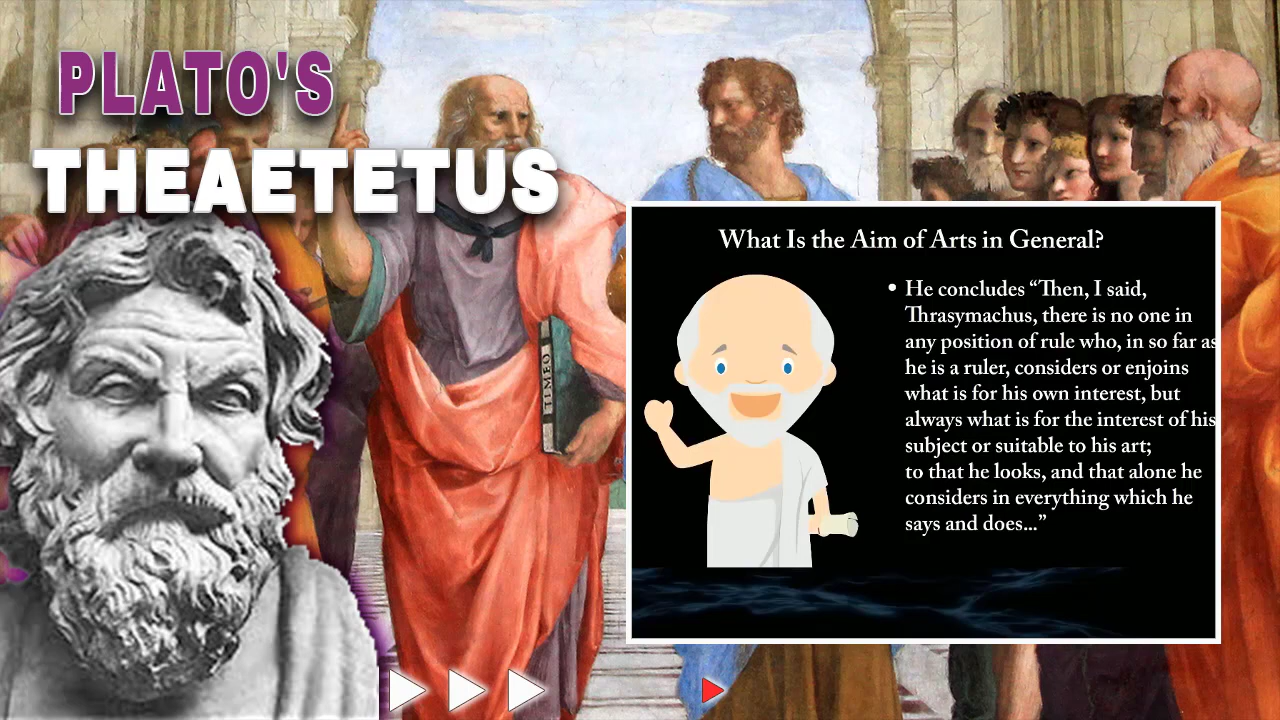 PLATO'S
THEAETETUS
TIMEO
What Is the Aim of Arts in General?
• He concludes “Then, I said,
Thrasymachus, there is no one in
any position of rule who, in so far as
he is a ruler, considers or enjoins
what is for his own interest, but
always what is for the interest of his
subject or suitable to his art;
to that he looks, and that alone he
considers in everything which he
says and does...”